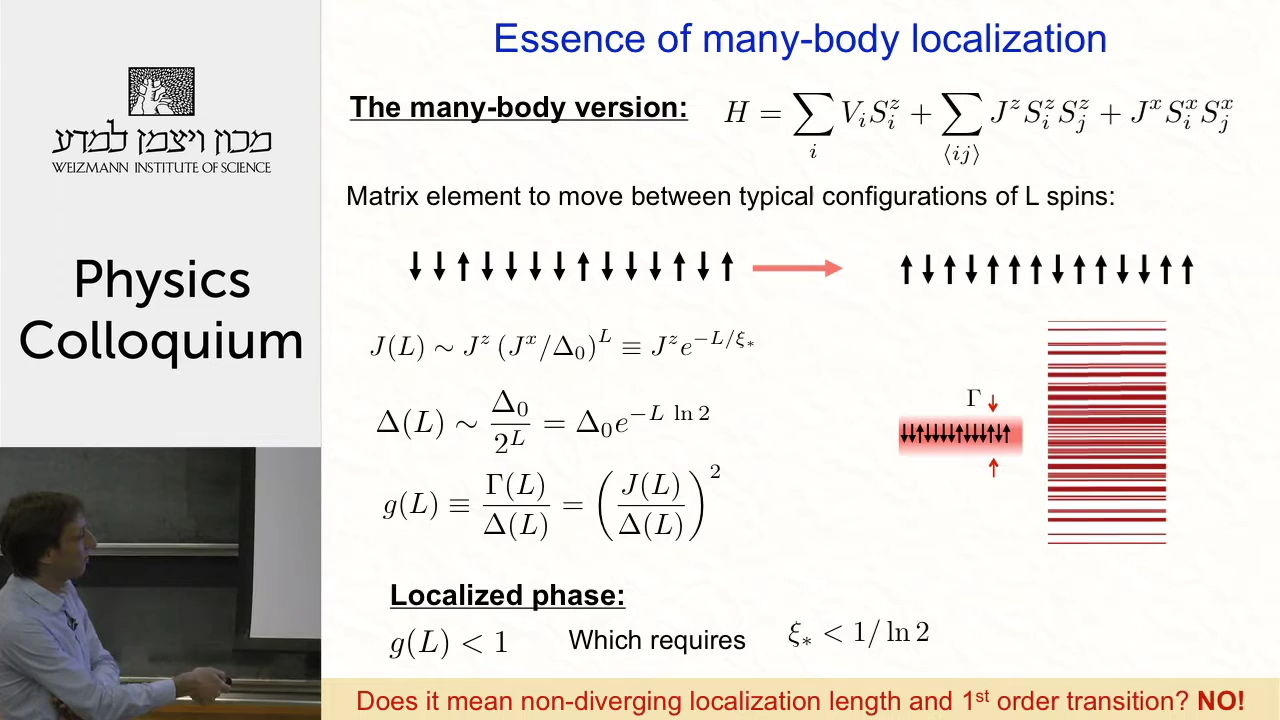 מכון ויצמן למדע
WEIZMANN INSTITUTE OF SCIENCE
Physics
Colloquium
Essence of many-body localization
The many-body version: H = ∑_i V_i S_i^z + ∑_⟨ij⟩ J^z S_i^z S_j^z + J^x S_i^x S_j^x
Matrix element to move between typical configurations of L spins:
J(L) ∼ J^z (J^x/Δ_0)^L ≡ J^z e^{−L/ξ_*}
Δ(L) ∼ Δ_0/2^L = Δ_0 e^{−L ln 2}
g(L) ≡ Γ(L)/Δ(L) = (J(L)/Δ(L))^2
Γ
Localized phase:
g(L) < 1 Which requires ξ_* < 1/ ln 2
Does it mean non-diverging localization length and 1st order transition? NO!